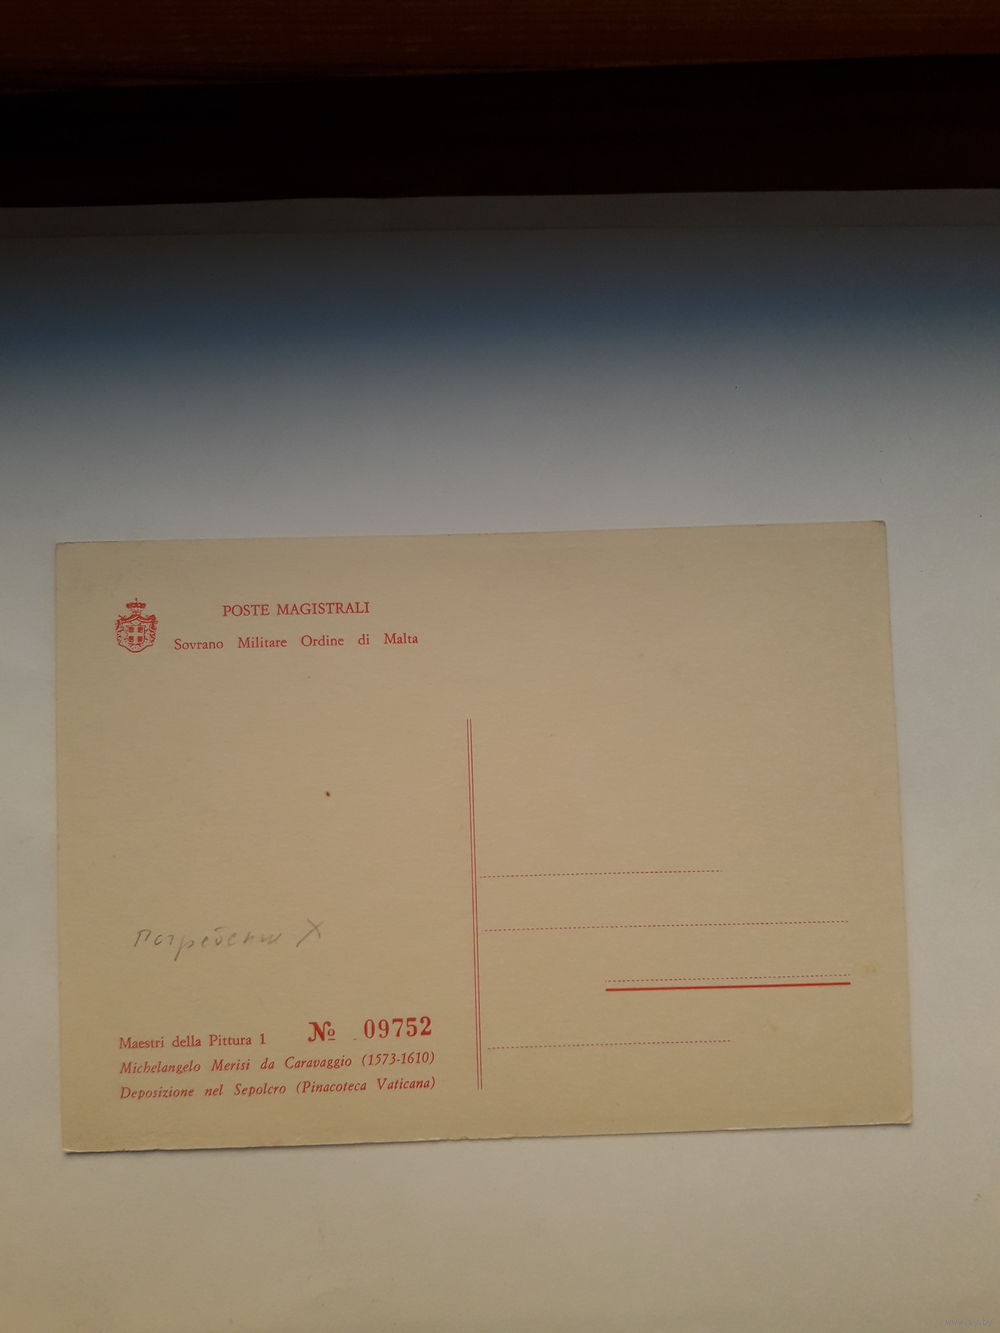 POSTE MAGISTRALI
Sovrano Militare Ordine di Malta
Погребение Х
Maestri della Pittura 1 № 09752
Michelangelo Merisi da Caravaggio (1573-1610)
Deposizione nel Sepolcro (Pinacoteca Vaticana)